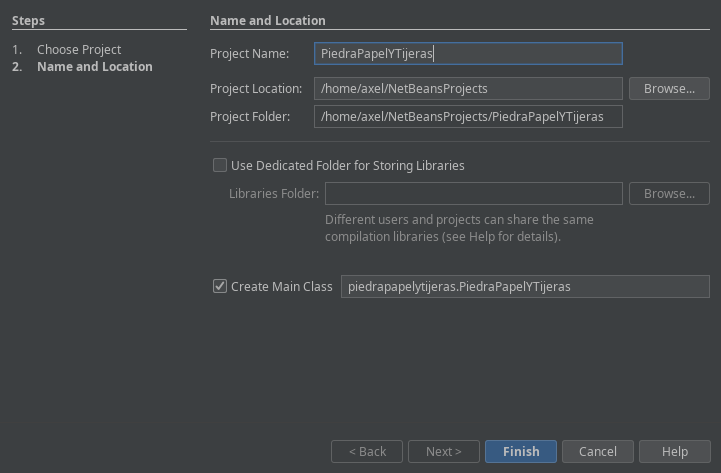 Steps
1. Choose Project
2. Name and Location
Name and Location
Project Name: PiedraPapelYTijeras
Project Location: /home/axel/NetBeansProjects Browse...
Project Folder: /home/axel/NetBeansProjects/PiedraPapelYTijeras
Use Dedicated Folder for Storing Libraries
Libraries Folder: Browse...
Different users and projects can share the same
compilation libraries (see Help for details).
Create Main Class piedrapapelytijeras.PiedraPapelYTijeras
< Back Next > Finish Cancel Help